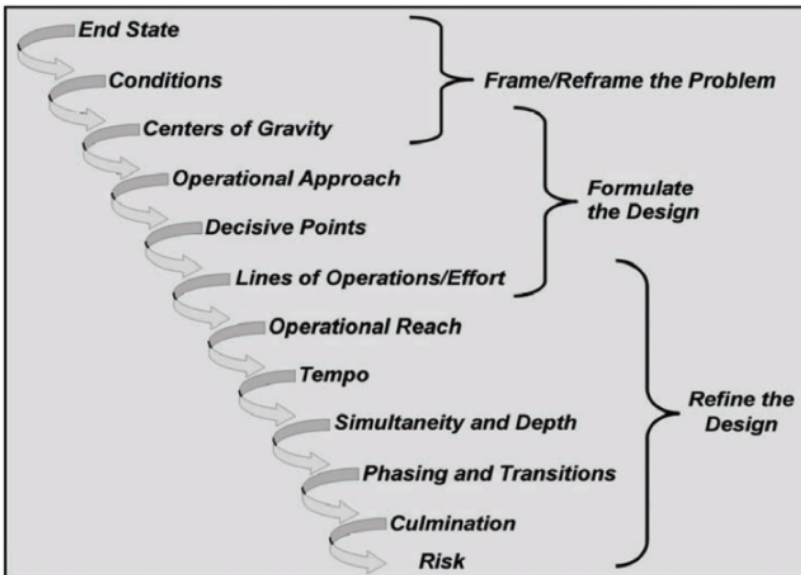 End State
Conditions
Frame/Reframe the Problem
Centers of Gravity
Operational Approach
Formulate
the Design
Decisive Points
Lines of Operations/Effort
Operational Reach
Tempo
Refine the
Design
Simultaneity and Depth
Phasing and Transitions
Culmination
Risk